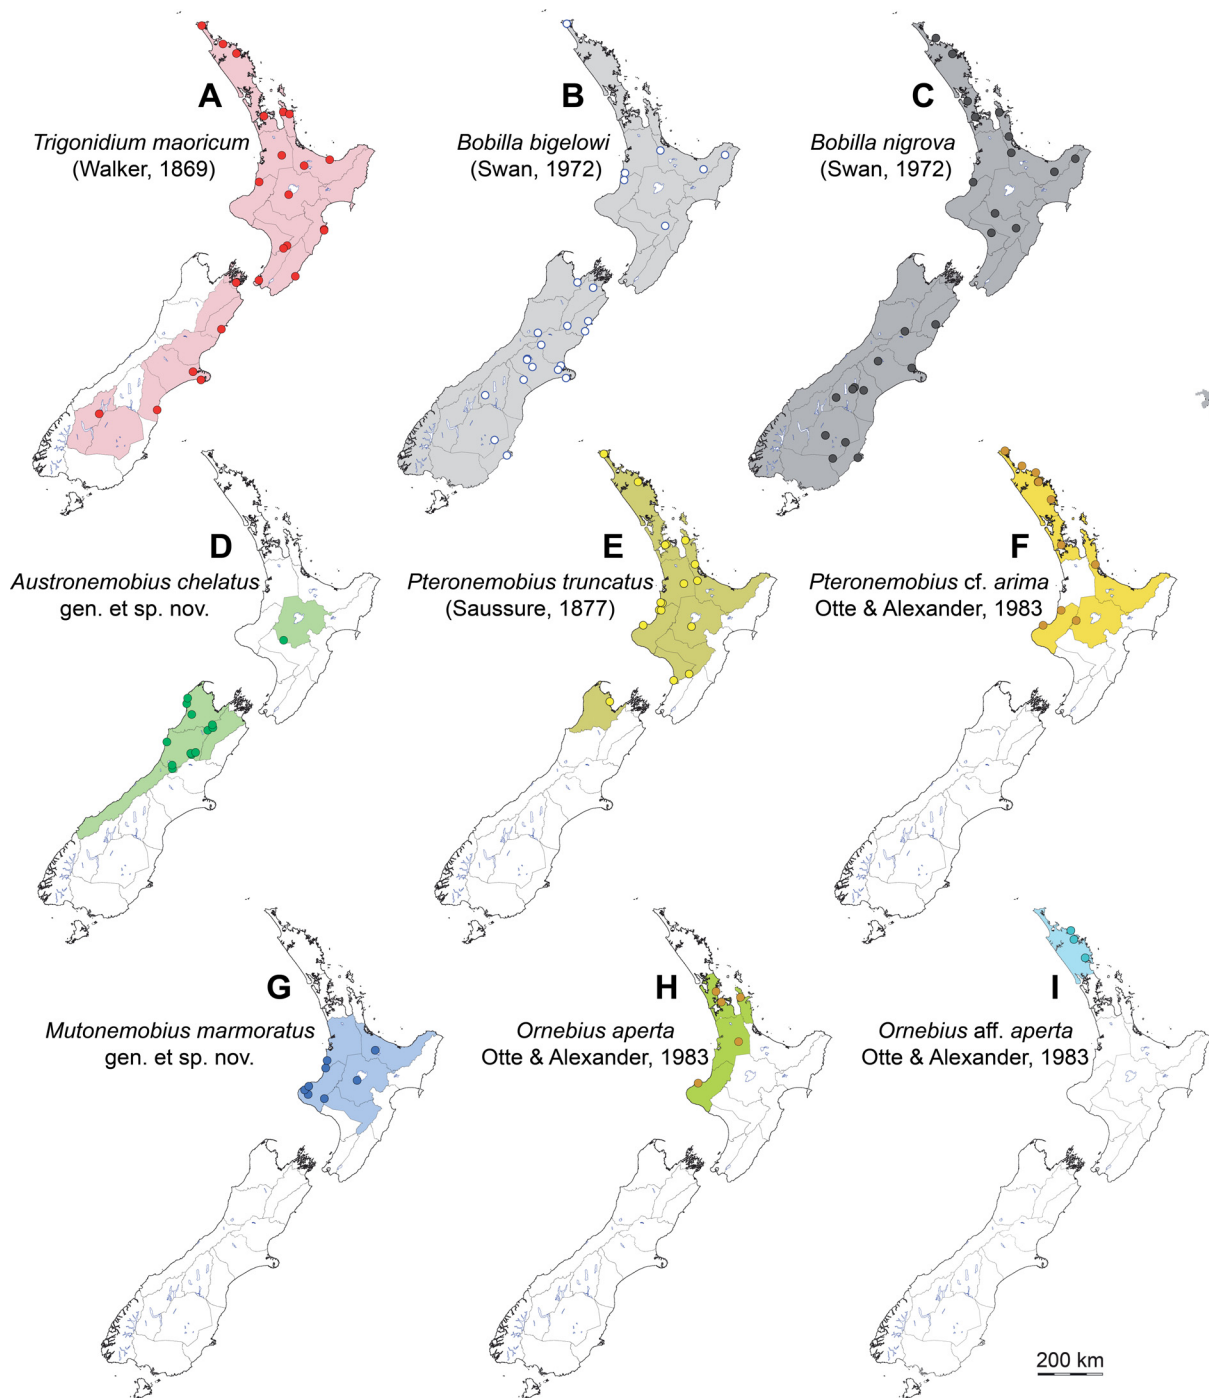 A
Trigonidium maoricum
(Walker, 1869)
B
Bobilla bigelowi
(Swan, 1972)
C
Bobilla nigrova
(Swan, 1972)
D
Austronemobius chelatus
gen. et sp. nov.
E
Pteronemobius truncatus
(Saussure, 1877)
F
Pteronemobius cf. arima
Otte & Alexander, 1983
G
Mutonemobius marmoratus
gen. et sp. nov.
H
Ornebius aperta
Otte & Alexander, 1983
I
Ornebius aff. aperta
Otte & Alexander, 1983
200 km